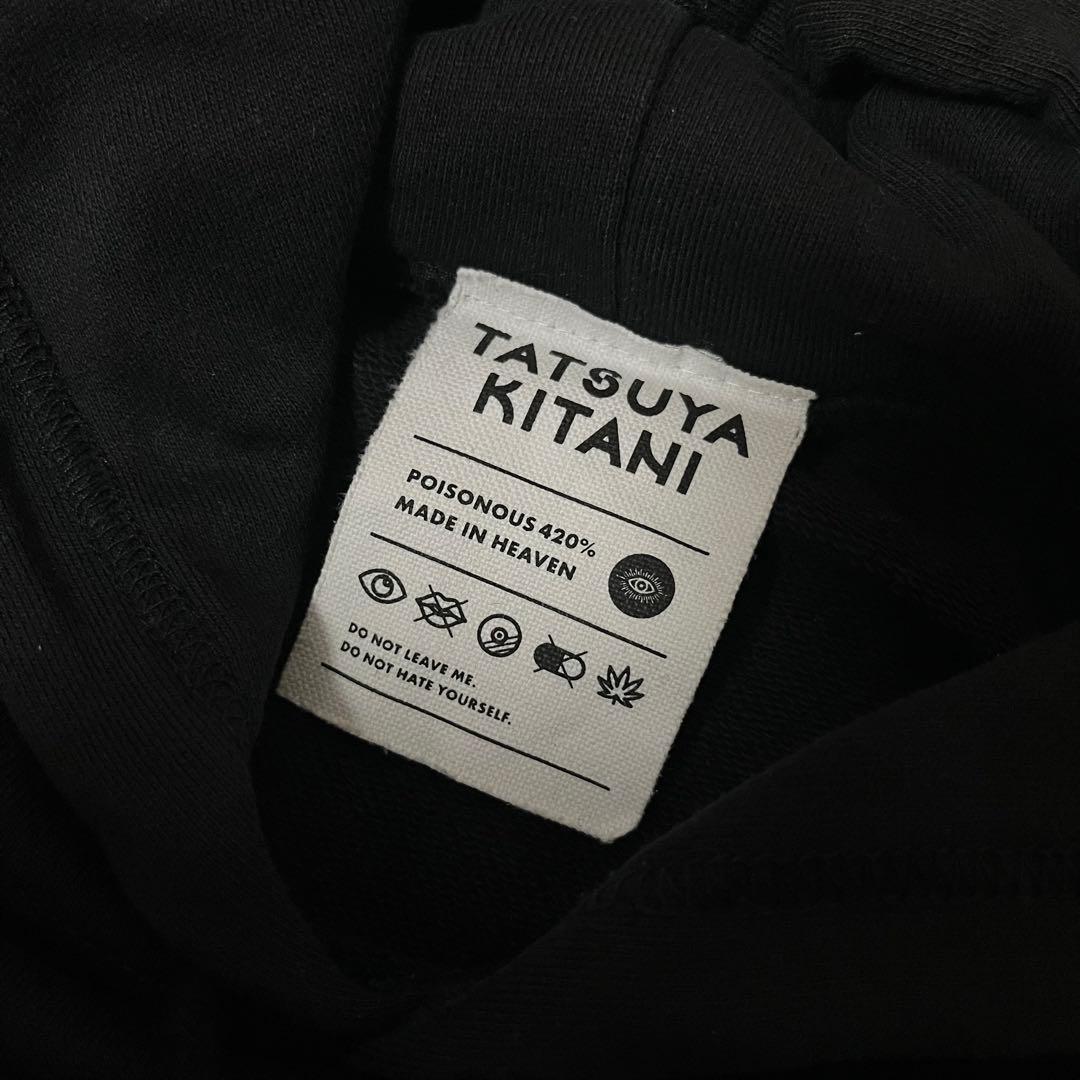 TATSUYA
KITANI
POISONOUS 420%
MADE IN HEAVEN
DO NOT LEAVE ME.
DO NOT HATE YOURSELF.